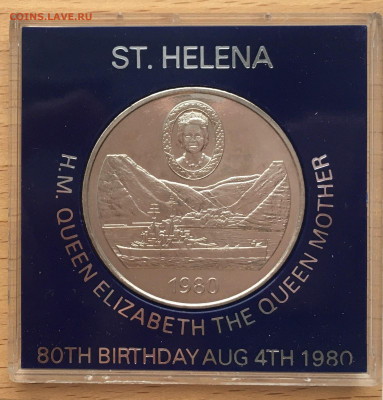 COINS.LAVE.RU
ST. HELENA
1980
H.M. QUEEN ELIZABETH THE QUEEN MOTHER
80TH BIRTHDAY AUG 4TH 1980